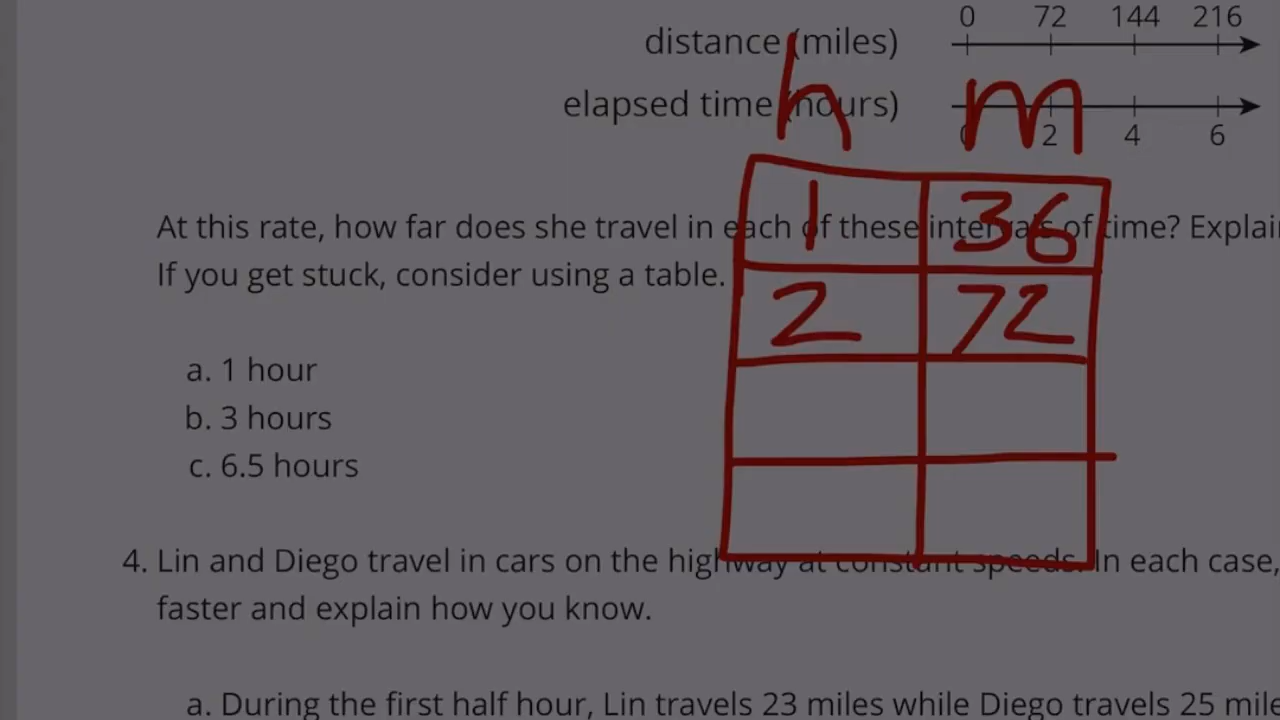 0 72 144 216
distance (miles)
elapsed time (hours)
0 2 4 6
h m
1 36
2 72
At this rate, how far does she travel in each of these intervals of time? Explai
If you get stuck, consider using a table.
a. 1 hour
b. 3 hours
c. 6.5 hours
4. Lin and Diego travel in cars on the highway at constant speeds. In each case,
faster and explain how you know.
a. During the first half hour, Lin travels 23 miles while Diego travels 25 mile